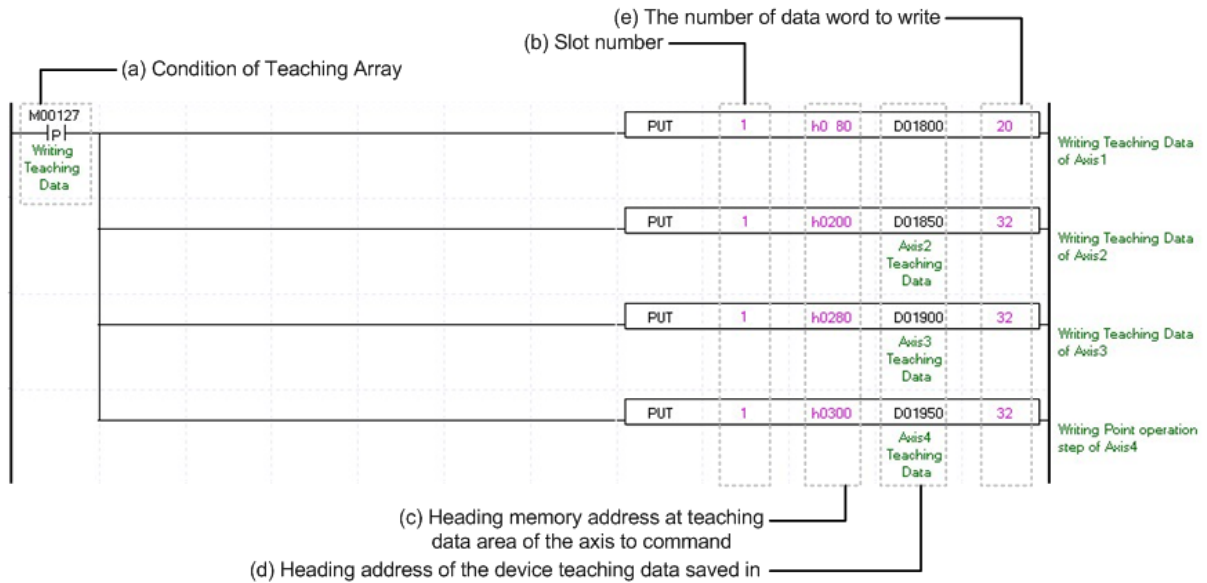 (e) The number of data word to write
(b) Slot number
(a) Condition of Teaching Array
M00127
P
Writing
Teaching
Data
PUT 1 h0 80 D01800 20
Writing Teaching Data
of Axis1
PUT 1 h0200 D01850 32
Axis2
Teaching
Data
Writing Teaching Data
of Axis2
PUT 1 h0280 D01900 32
Axis3
Teaching
Data
Writing Teaching Data
of Axis3
PUT 1 h0300 D01950 32
Axis4
Teaching
Data
Writing Point operation
step of Axis4
(c) Heading memory address at teaching
data area of the axis to command
(d) Heading address of the device teaching data saved in